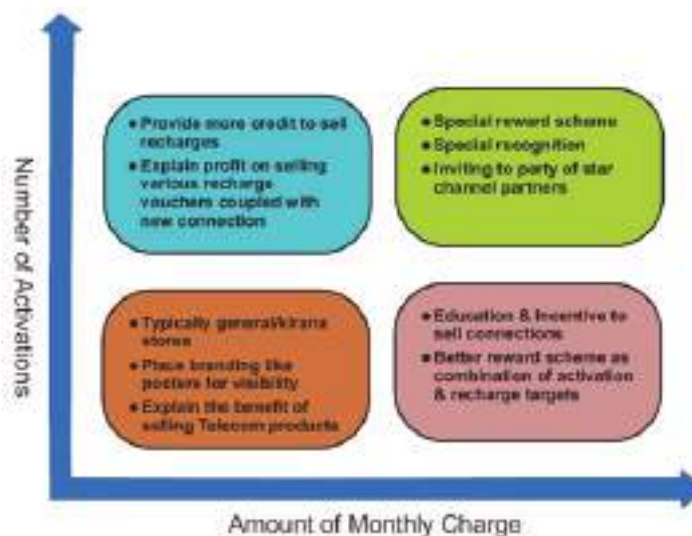 Number of Activations
● Provide more credit to sell
recharges
● Explain profit on selling
various recharge
vouchers coupled with
new connection
● Special reward scheme
● Special recognition
● Inviting to party of star
channel partners
● Typically general/kirana
stores
● Place branding like
posters for visibility
● Explain the benefit of
selling Telecom products
● Education & Incentive to
sell connections
● Better reward scheme as
combination of activation
& recharge targets
Amount of Monthly Charge